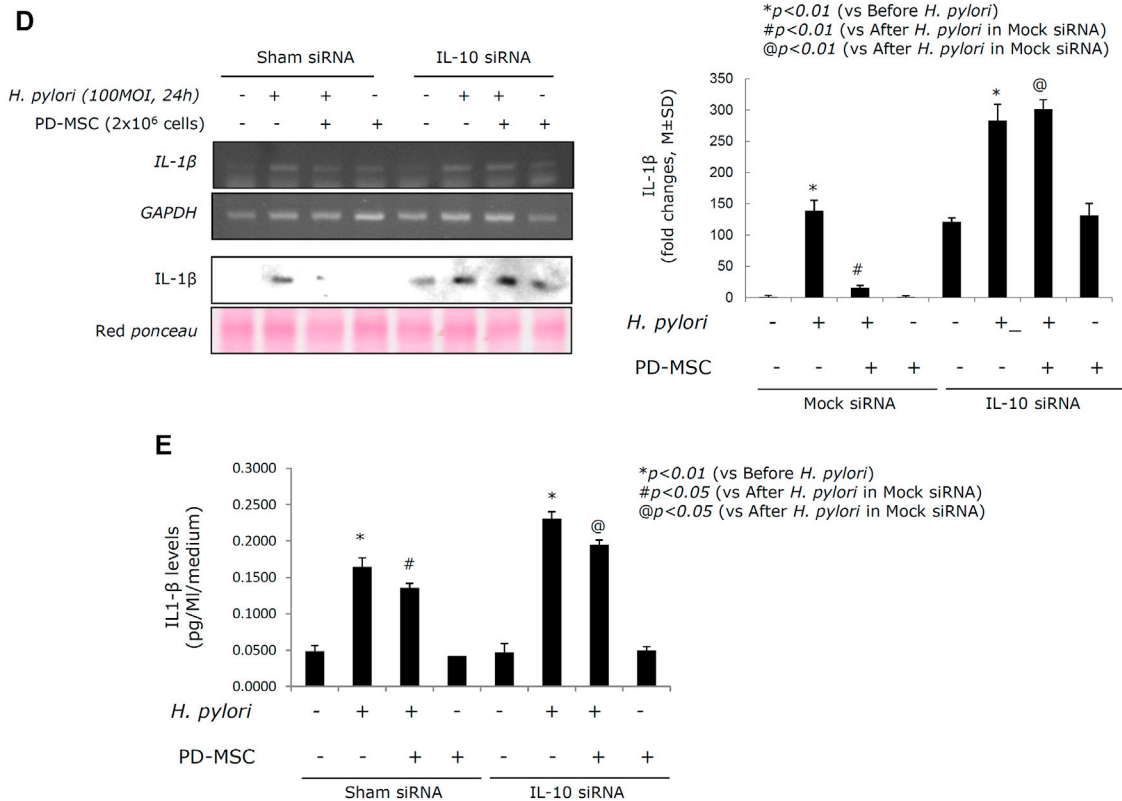 D
Sham siRNA IL-10 siRNA
H. pylori (100MOI, 24h) - + + - - + + -
PD-MSC (2x10⁶ cells) - - + + - - + +
IL-1β
GAPDH
IL-1β
Red ponceau
*p<0.01 (vs Before H. pylori)
#p<0.01 (vs After H. pylori in Mock siRNA)
@p<0.01 (vs After H. pylori in Mock siRNA)
IL-1β
(fold changes, M±SD)
350
300
250
200
150
100
50
0
* # * @
H. pylori - + + - - +_ + -
PD-MSC - - + + - - + +
Mock siRNA IL-10 siRNA
E
*p<0.01 (vs Before H. pylori)
#p<0.05 (vs After H. pylori in Mock siRNA)
@p<0.05 (vs After H. pylori in Mock siRNA)
IL1-β levels
(pg/Ml/medium)
0.3000
0.2500
0.2000
0.1500
0.1000
0.0500
0.0000
* # * @
H. pylori - + + - - + + -
PD-MSC - - + + - - + +
Sham siRNA IL-10 siRNA